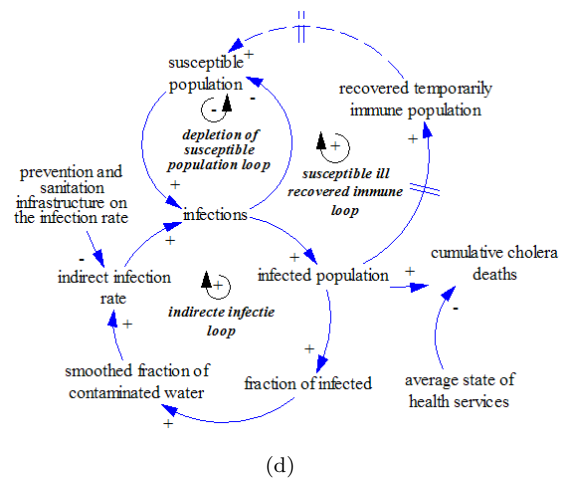 susceptible
population
+
-
recovered temporarily
immune population
+
-
depletion of
susceptible
population loop
+
susceptible ill
recovered immune
loop
prevention and
sanitation
infrastructure on
the infection rate
+
infections
+
-
indirect infection
rate
+
indirecte infectie
loop
+
infected population
+
cumulative cholera
deaths
-
+
+
smoothed fraction of
contaminated water
+
fraction of infected
average state of
health services
(d)